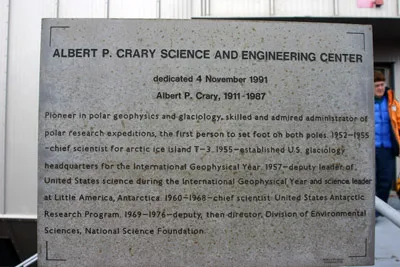 ALBERT P. CRARY SCIENCE AND ENGINEERING CENTER
dedicated 4 November 1991
Albert P. Crary, 1911-1987
Pioneer in polar geophysics and glaciology, skilled and admired administrator of
polar research expeditions, the first person to set foot on both poles. 1952-1955
-chief scientist for arctic ice island T-3. 1955-established U.S. glaciology
headquarters for the International Geophysical Year. 1957-deputy leader of
United States science during the International Geophysical Year and science leader
at Little America, Antarctica. 1960-1968-chief scientist United States Antarctic
Research Program. 1969-1976-deputy, then director, Division of Environmental
Sciences, National Science Foundation.